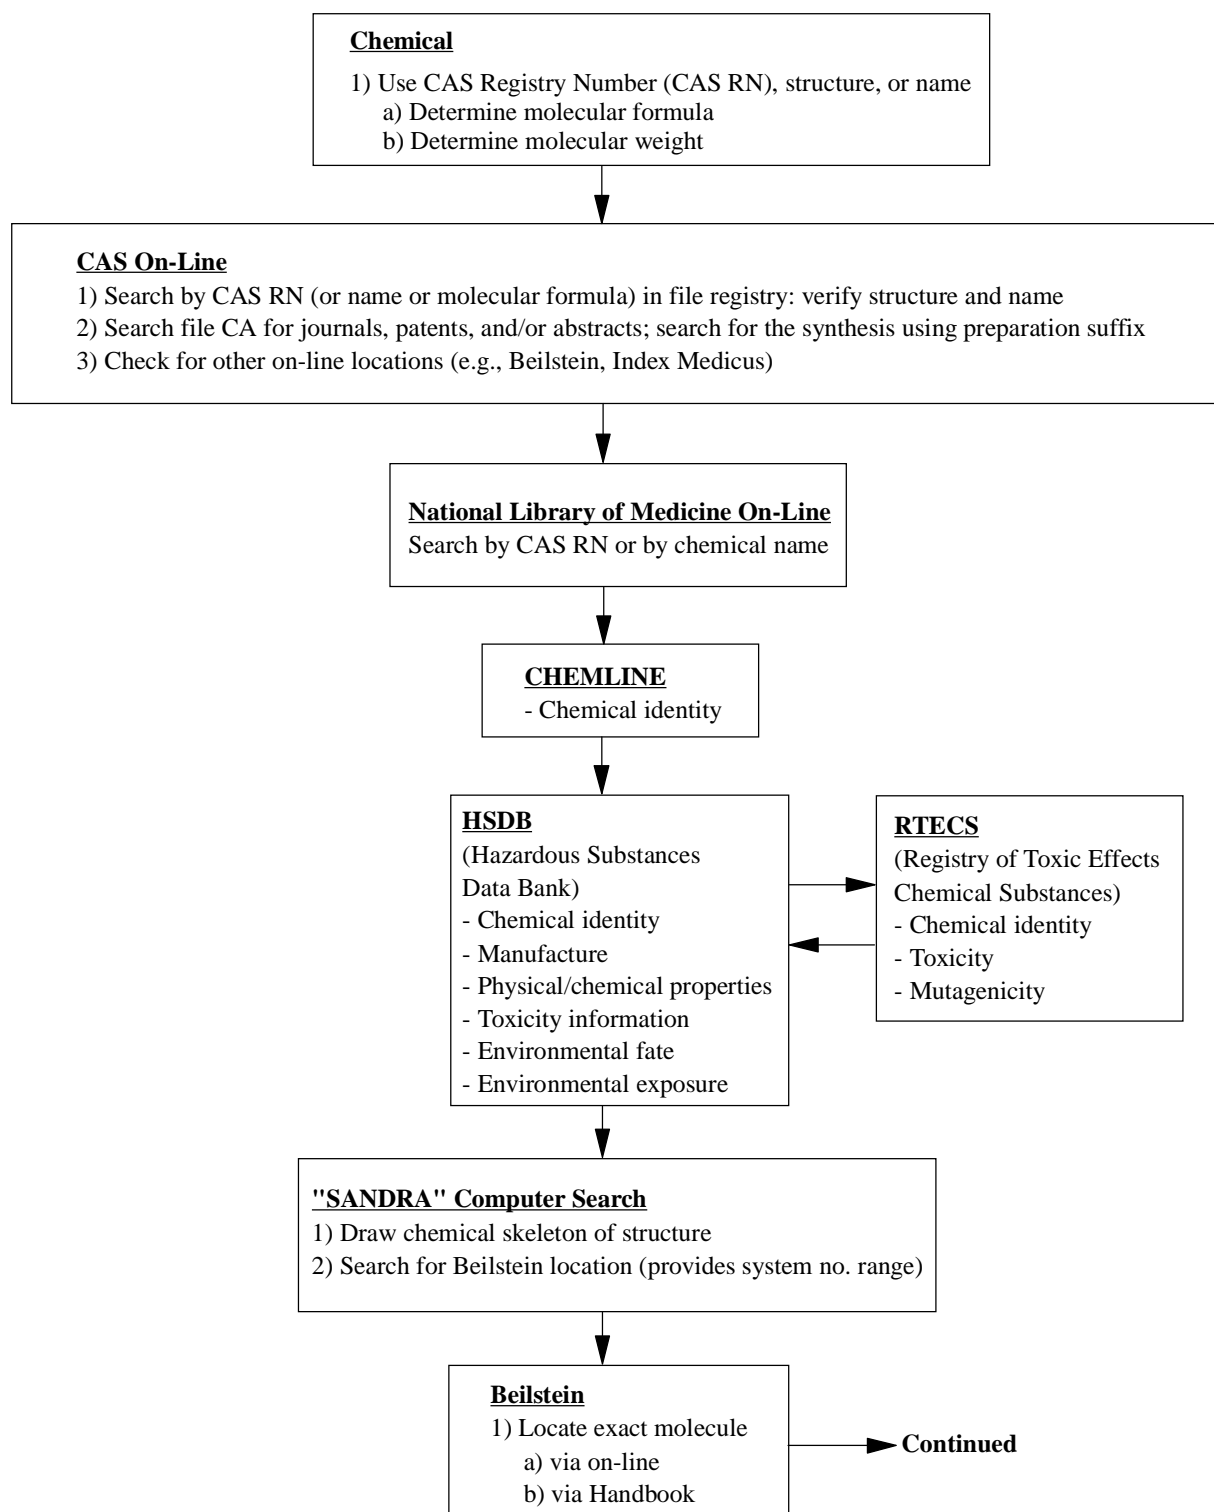 Chemical
1) Use CAS Registry Number (CAS RN), structure, or name
a) Determine molecular formula
b) Determine molecular weight
CAS On-Line
1) Search by CAS RN (or name or molecular formula) in file registry: verify structure and name
2) Search file CA for journals, patents, and/or abstracts; search for the synthesis using preparation suffix
3) Check for other on-line locations (e.g., Beilstein, Index Medicus)
National Library of Medicine On-Line
Search by CAS RN or by chemical name
CHEMLINE
- Chemical identity
HSDB
(Hazardous Substances
Data Bank)
- Chemical identity
- Manufacture
- Physical/chemical properties
- Toxicity information
- Environmental fate
- Environmental exposure
RTECS
(Registry of Toxic Effects
Chemical Substances)
- Chemical identity
- Toxicity
- Mutagenicity
"SANDRA" Computer Search
1) Draw chemical skeleton of structure
2) Search for Beilstein location (provides system no. range)
Beilstein
1) Locate exact molecule
a) via on-line
b) via Handbook
Continued